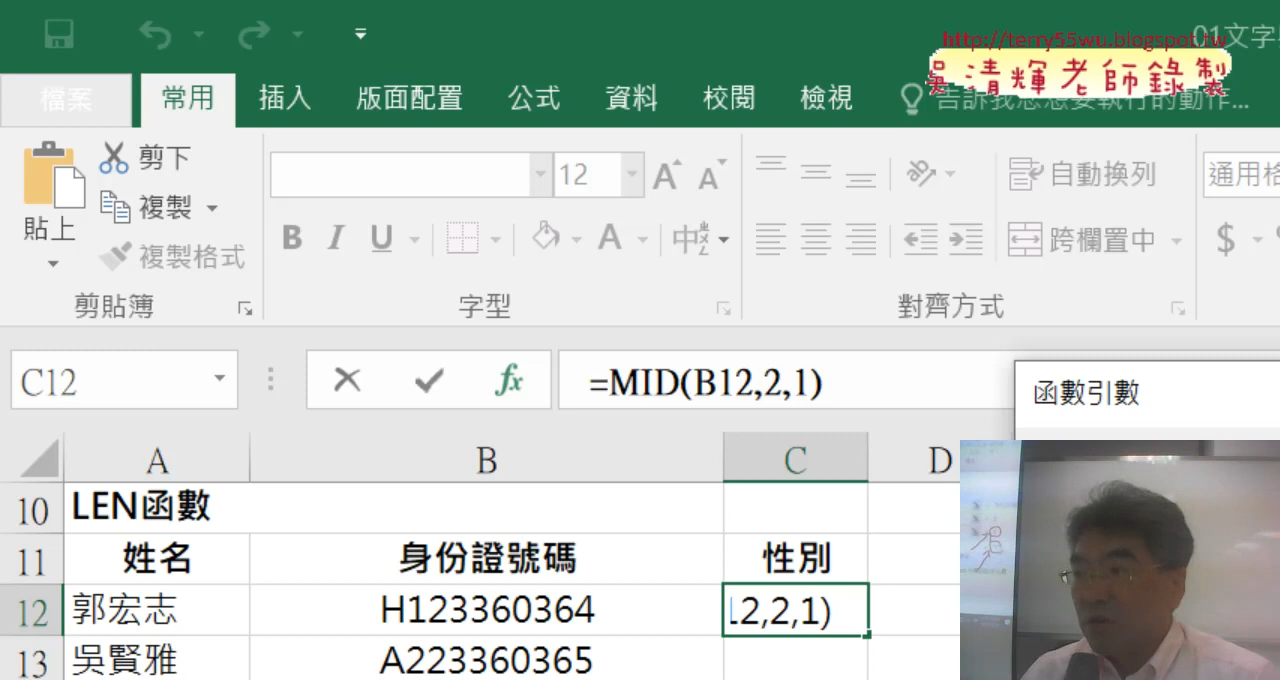 http://terry55wu.blogspot.tw
01文字
吳清輝老師錄製
檔案 常用 插入 版面配置 公式 資料 校閱 檢視 告訴我您想要執行的動作...
貼上 剪下 複製 複製格式
12 A A 自動換列 通用格
B I U A 中 跨欄置中 $
剪貼簿 字型 對齊方式
C12 fx =MID(B12,2,1) 函數引數
A B C D
10 LEN函數
11 姓名 身份證號碼 性別
12 郭宏志 H123360364 12,2,1)
13 吳賢雅 A223360365